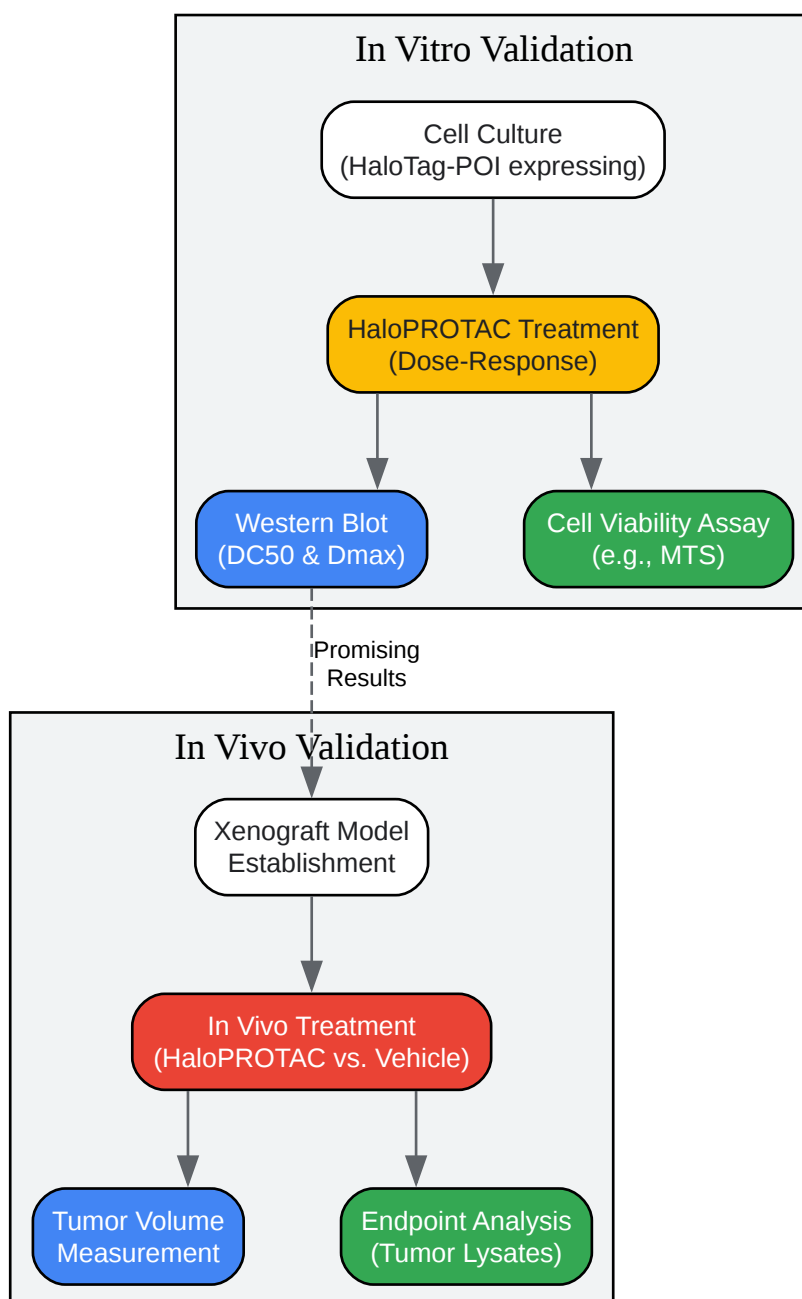 In Vitro Validation
Cell Culture
(HaloTag-POI expressing)
HaloPROTAC Treatment
(Dose-Response)
Western Blot
(DC50 & Dmax)
Cell Viability Assay
(e.g., MTS)
Promising
Results
In Vivo Validation
Xenograft Model
Establishment
In Vivo Treatment
(HaloPROTAC vs. Vehicle)
Tumor Volume
Measurement
Endpoint Analysis
(Tumor Lysates)